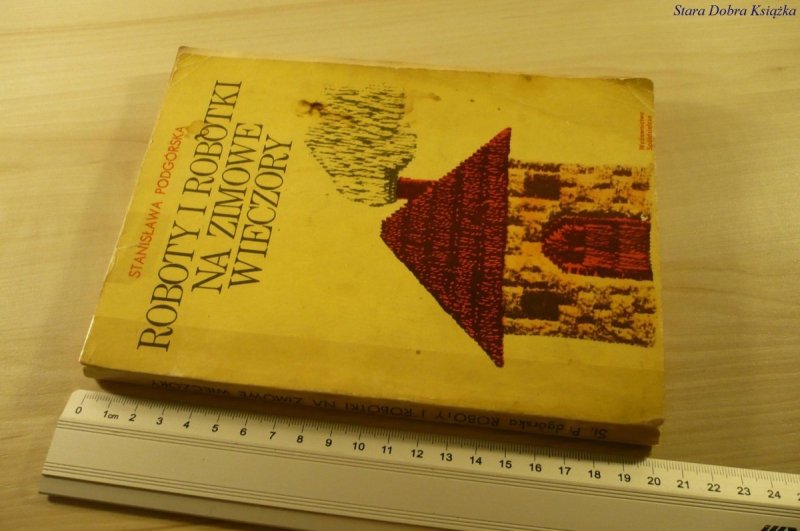 Stara Dobra Książka
STANISŁAWA PODGÓRSKA
ROBOTY I ROBÓTKI
NA ZIMOWE
WIECZORY
Wydawnictwo
Spółdzielcze
St. P dgórska ROBOTY I ROBÓTKI NA ZIMOWE WIECZORY
0 1cm 2 3 4 5 6 7 8 9 10 11 12 13 14 15 16 17 18 19 20 21 22 23 24